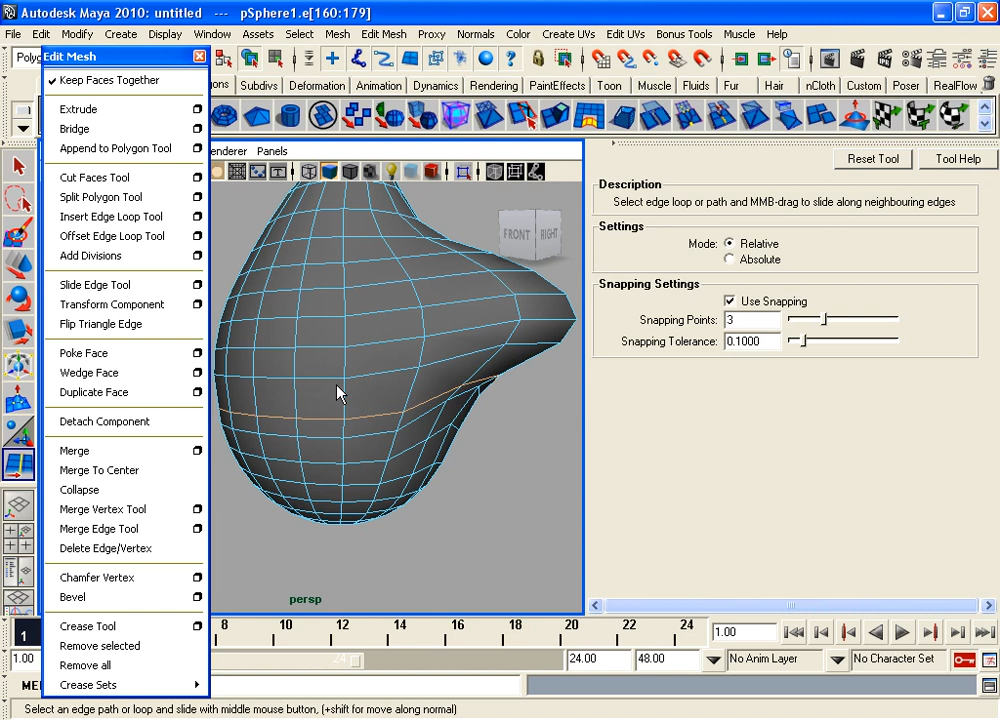 Autodesk Maya 2010: untitled --- pSphere1.e[160:179]
File Edit Modify Create Display Window Assets Select Mesh Edit Mesh Proxy Normals Color Create UVs Edit UVs Bonus Tools Muscle Help
Edit Mesh
Keep Faces Together
Extrude
Bridge
Append to Polygon Tool
Cut Faces Tool
Split Polygon Tool
Insert Edge Loop Tool
Offset Edge Loop Tool
Add Divisions
Slide Edge Tool
Transform Component
Flip Triangle Edge
Poke Face
Wedge Face
Duplicate Face
Detach Component
Merge
Merge To Center
Collapse
Merge Vertex Tool
Merge Edge Tool
Delete Edge/Vertex
Chamfer Vertex
Bevel
Crease Tool
Remove selected
Remove all
Crease Sets
Subdivs Deformation Animation Dynamics Rendering PaintEffects Toon Muscle Fluids Fur Hair nCloth Custom Poser RealFlow
Panels
FRONT RIGHT
persp
Reset Tool Tool Help
Description
Select edge loop or path and MMB-drag to slide along neighbouring edges
Settings
Mode: Relative
Absolute
Snapping Settings
Use Snapping
Snapping Points: 3
Snapping Tolerance: 0.1000
1 8 10 12 14 16 18 20 22 24 1.00
1.00 24 24.00 48.00 No Anim Layer No Character Set
Select an edge path or loop and slide with middle mouse button, (+shift for move along normal)